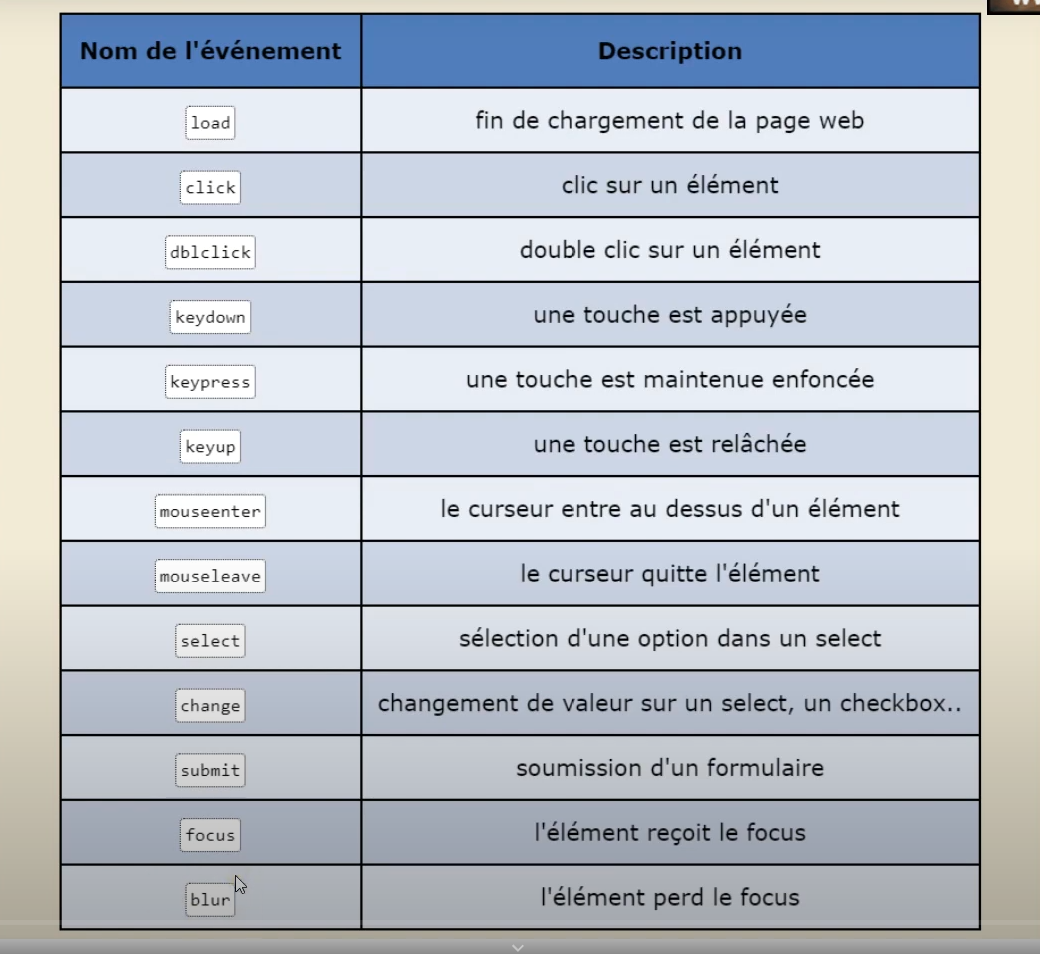 Nom de l'événement Description
load fin de chargement de la page web
click clic sur un élément
dblclick double clic sur un élément
keydown une touche est appuyée
keypress une touche est maintenue enfoncée
keyup une touche est relâchée
mouseenter le curseur entre au dessus d'un élément
mouseleave le curseur quitte l'élément
select sélection d'une option dans un select
change changement de valeur sur un select, un checkbox..
submit soumission d'un formulaire
focus l'élément reçoit le focus
blur l'élément perd le focus